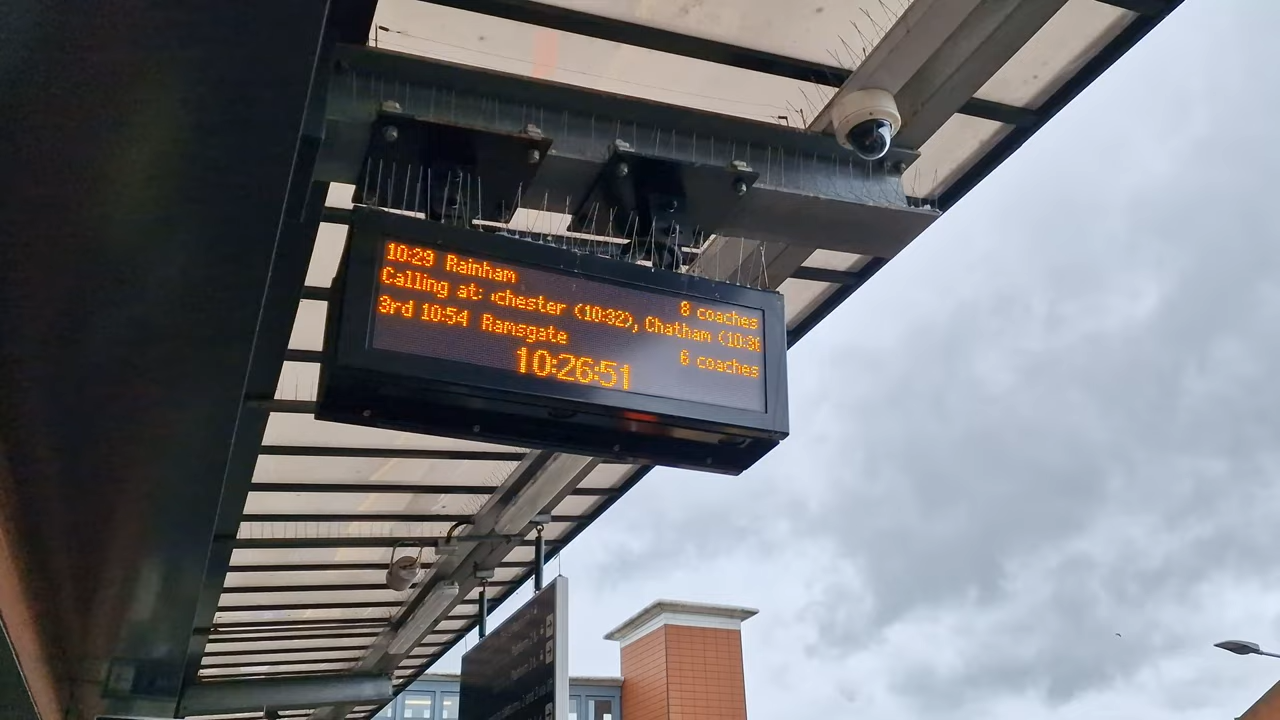 10:29 Rainham
8 coaches
Calling at: chester (10:32), Chatham (10:3
3rd 10:54 Ramsgate
6 coaches
10:26:51